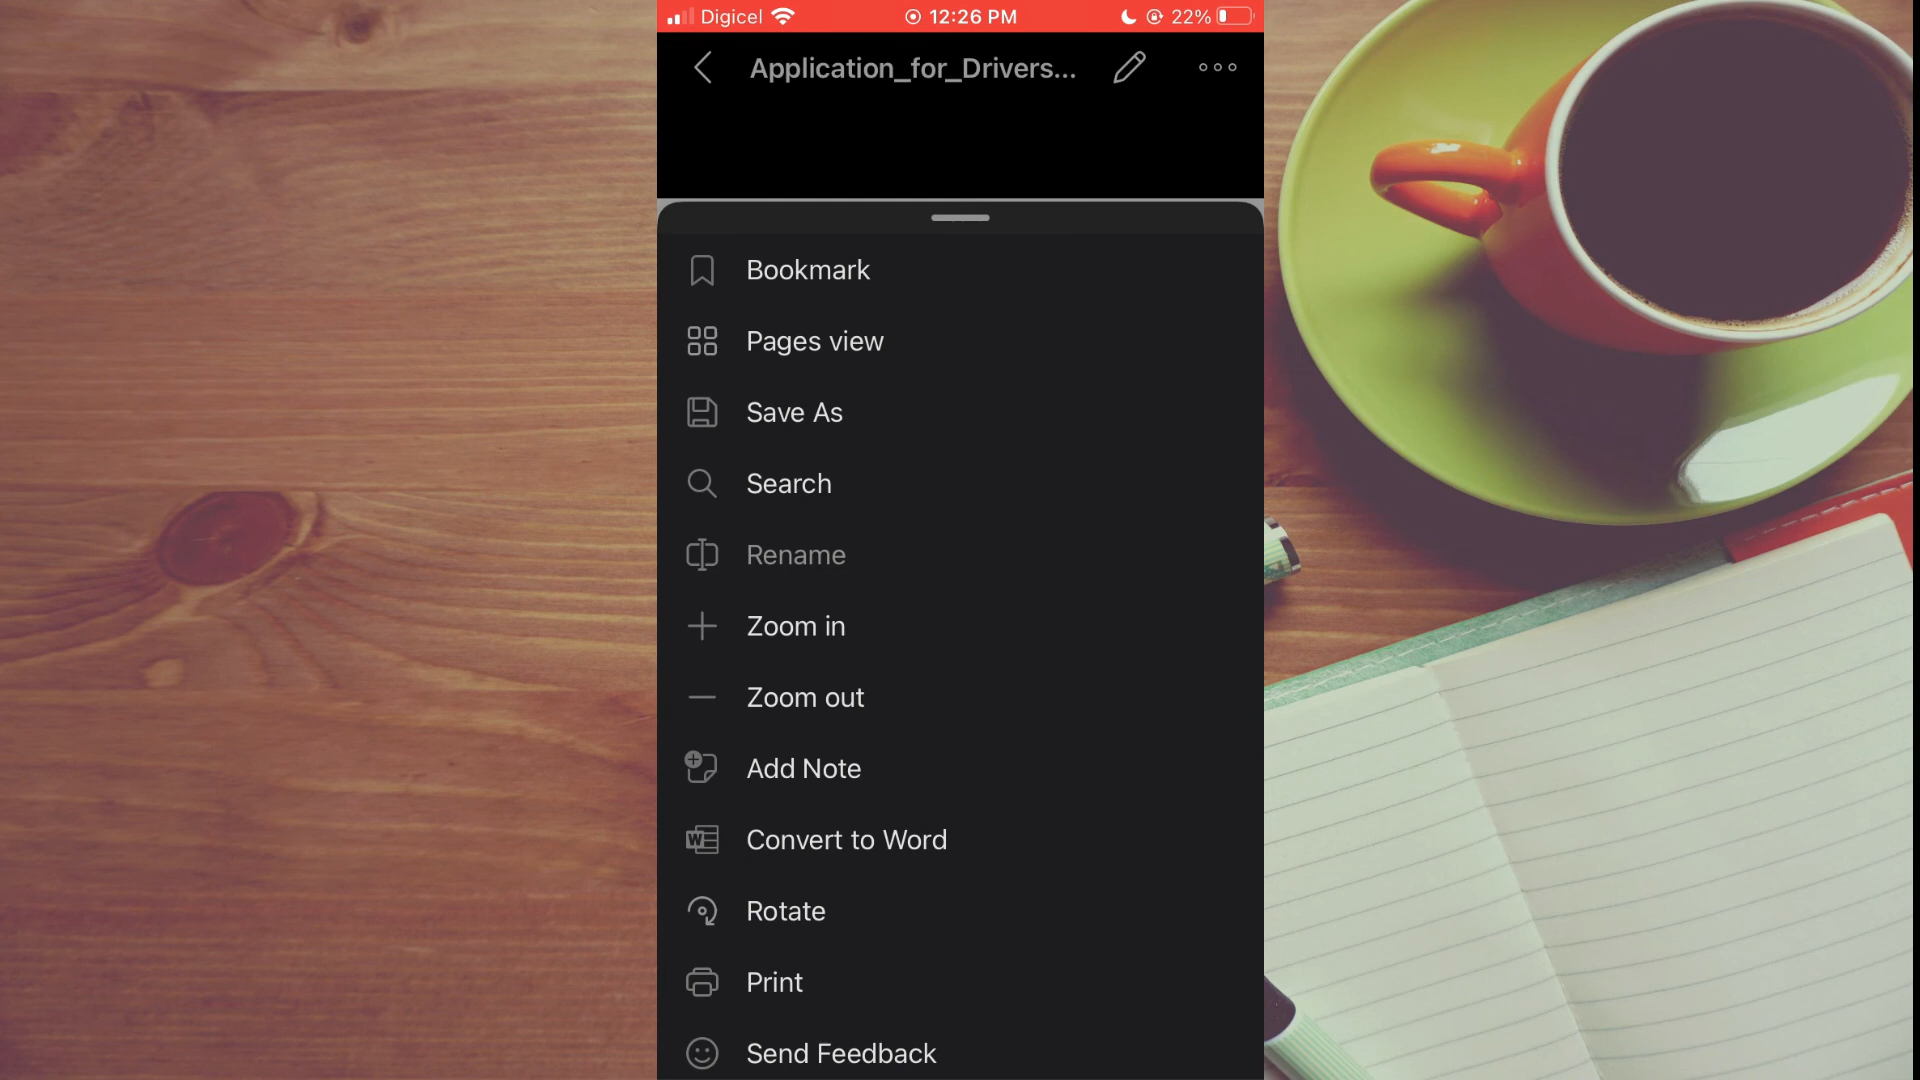 Digicel 12:26 PM 22%
Application_for_Drivers...
Bookmark
Pages view
Save As
Search
Rename
Zoom in
Zoom out
Add Note
Convert to Word
Rotate
Print
Send Feedback